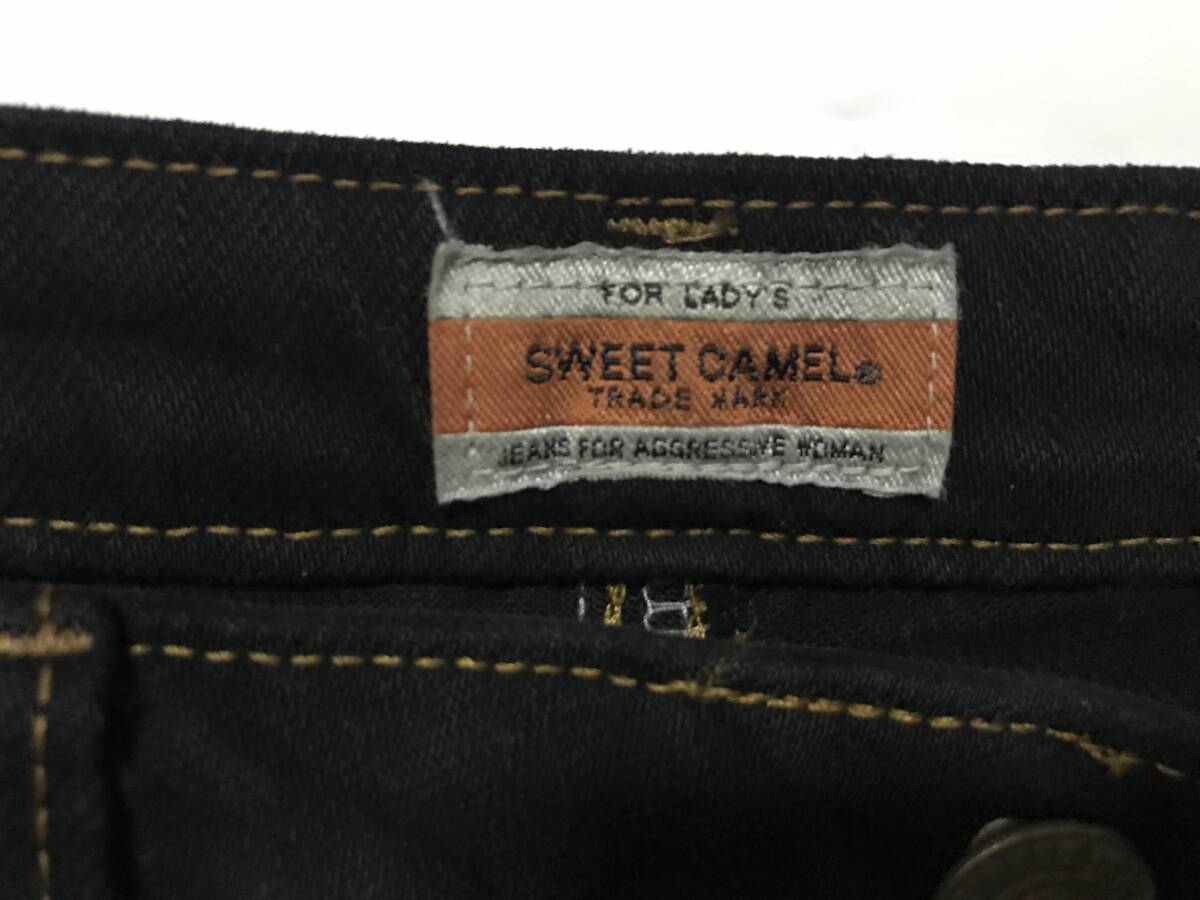 FOR LADY'S
SWEET CAMEL®
TRADE MARK
JEANS FOR AGGRESSIVE WOMAN